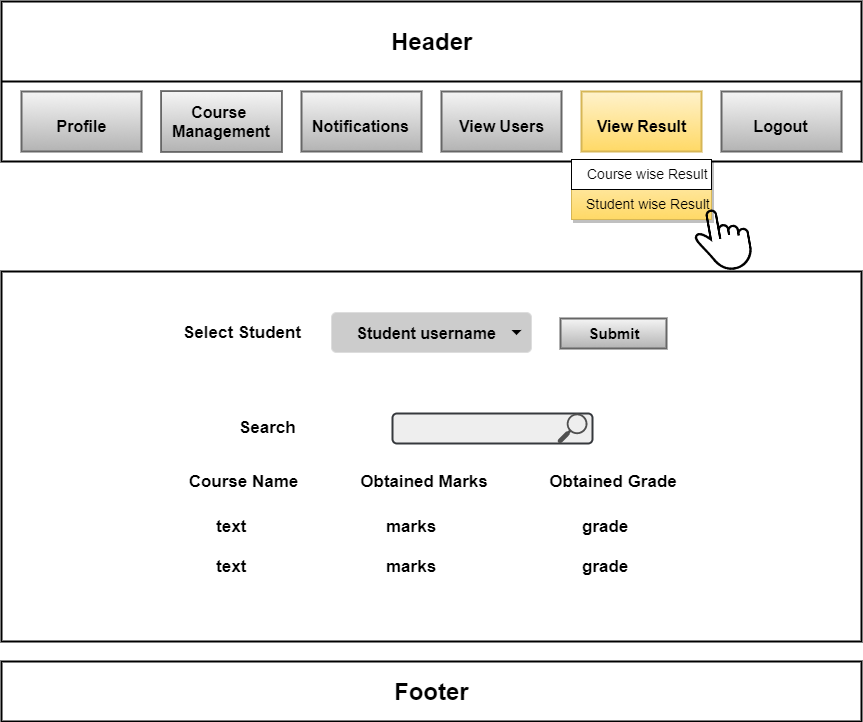 Header
Profile
Course
Management
Notifications
View Users
View Result
Logout
Course wise Result
Student wise Result
Select Student
Student username
Submit
Search
Course Name Obtained Marks Obtained Grade
text marks grade
text marks grade
Footer